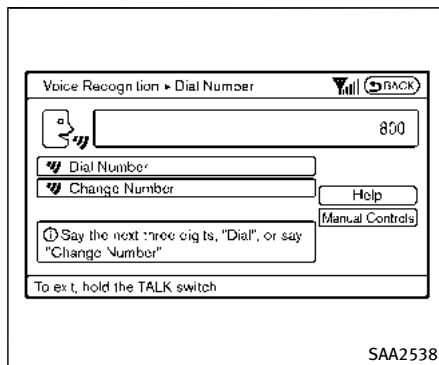 Voice Recognition ▸ Dial Number BACK
800
Dial Number
Change Number
Help
Manual Controls
Say the next three digits, "Dial", or say
"Change Number"
To exit, hold the TALK switch
SAA2538